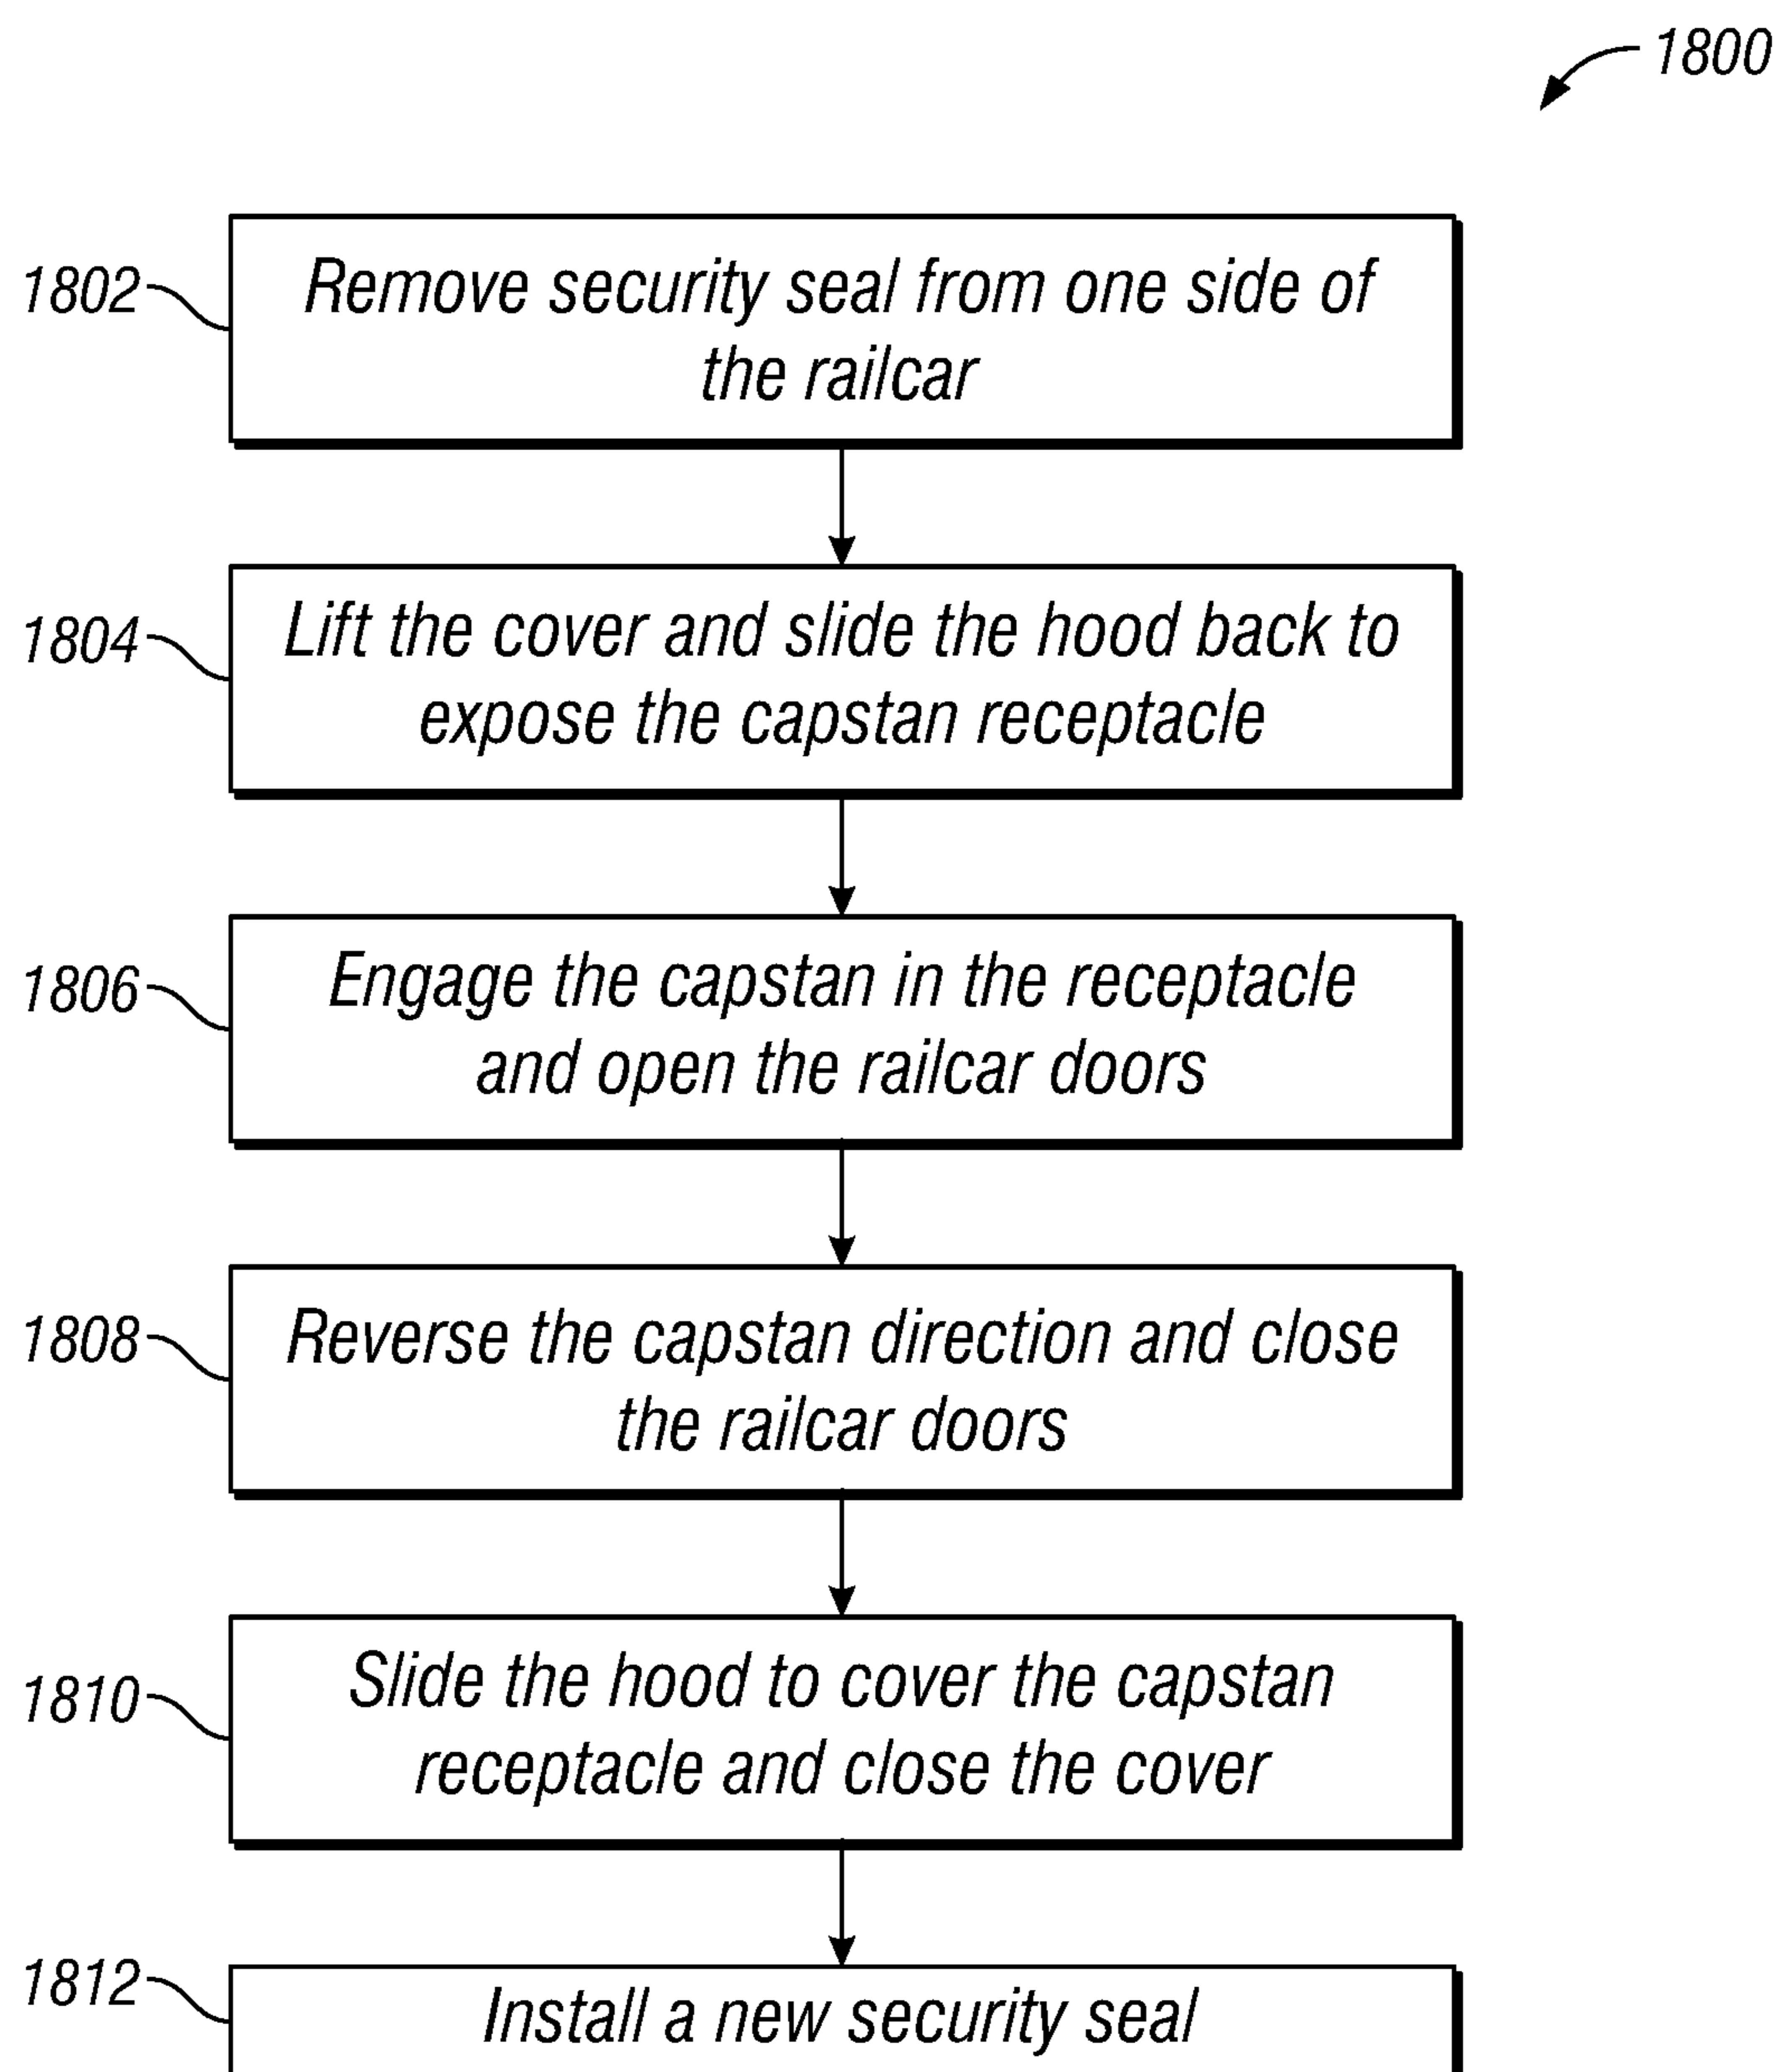 1800
1802
Remove security seal from one side of
the railcar
1804
Lift the cover and slide the hood back to
expose the capstan receptacle
1806
Engage the capstan in the receptacle
and open the railcar doors
1808
Reverse the capstan direction and close
the railcar doors
1810
Slide the hood to cover the capstan
receptacle and close the cover
1812
Install a new security seal